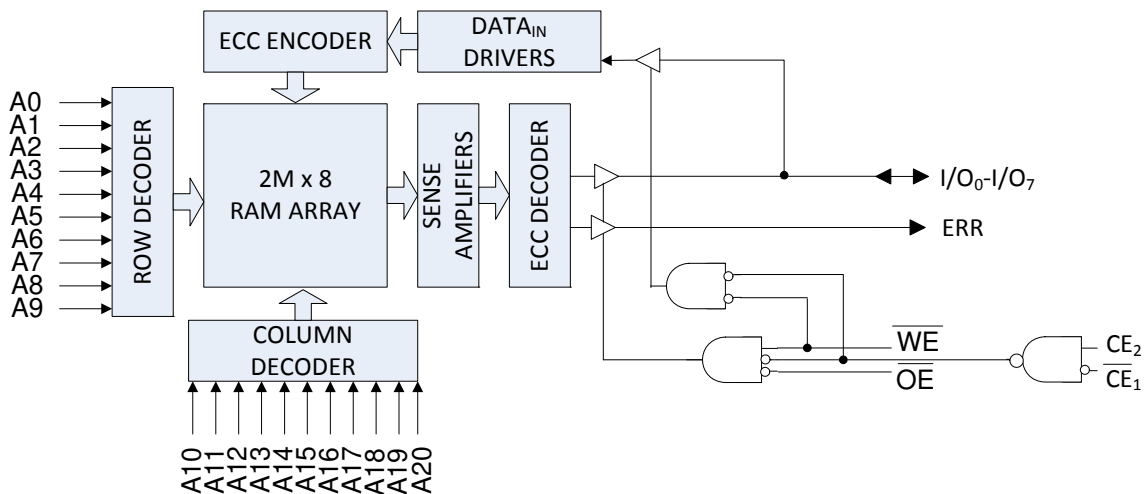 ECC ENCODER
DATA_IN
DRIVERS
A0
A1
A2
A3
A4
A5
A6
A7
A8
A9
ROW DECODER
2M x 8
RAM ARRAY
SENSE
AMPLIFIERS
ECC DECODER
I/O₀-I/O₇
ERR
COLUMN
DECODER
WE
OE
CE₂
CE₁
A10
A11
A12
A13
A14
A15
A16
A17
A18
A19
A20